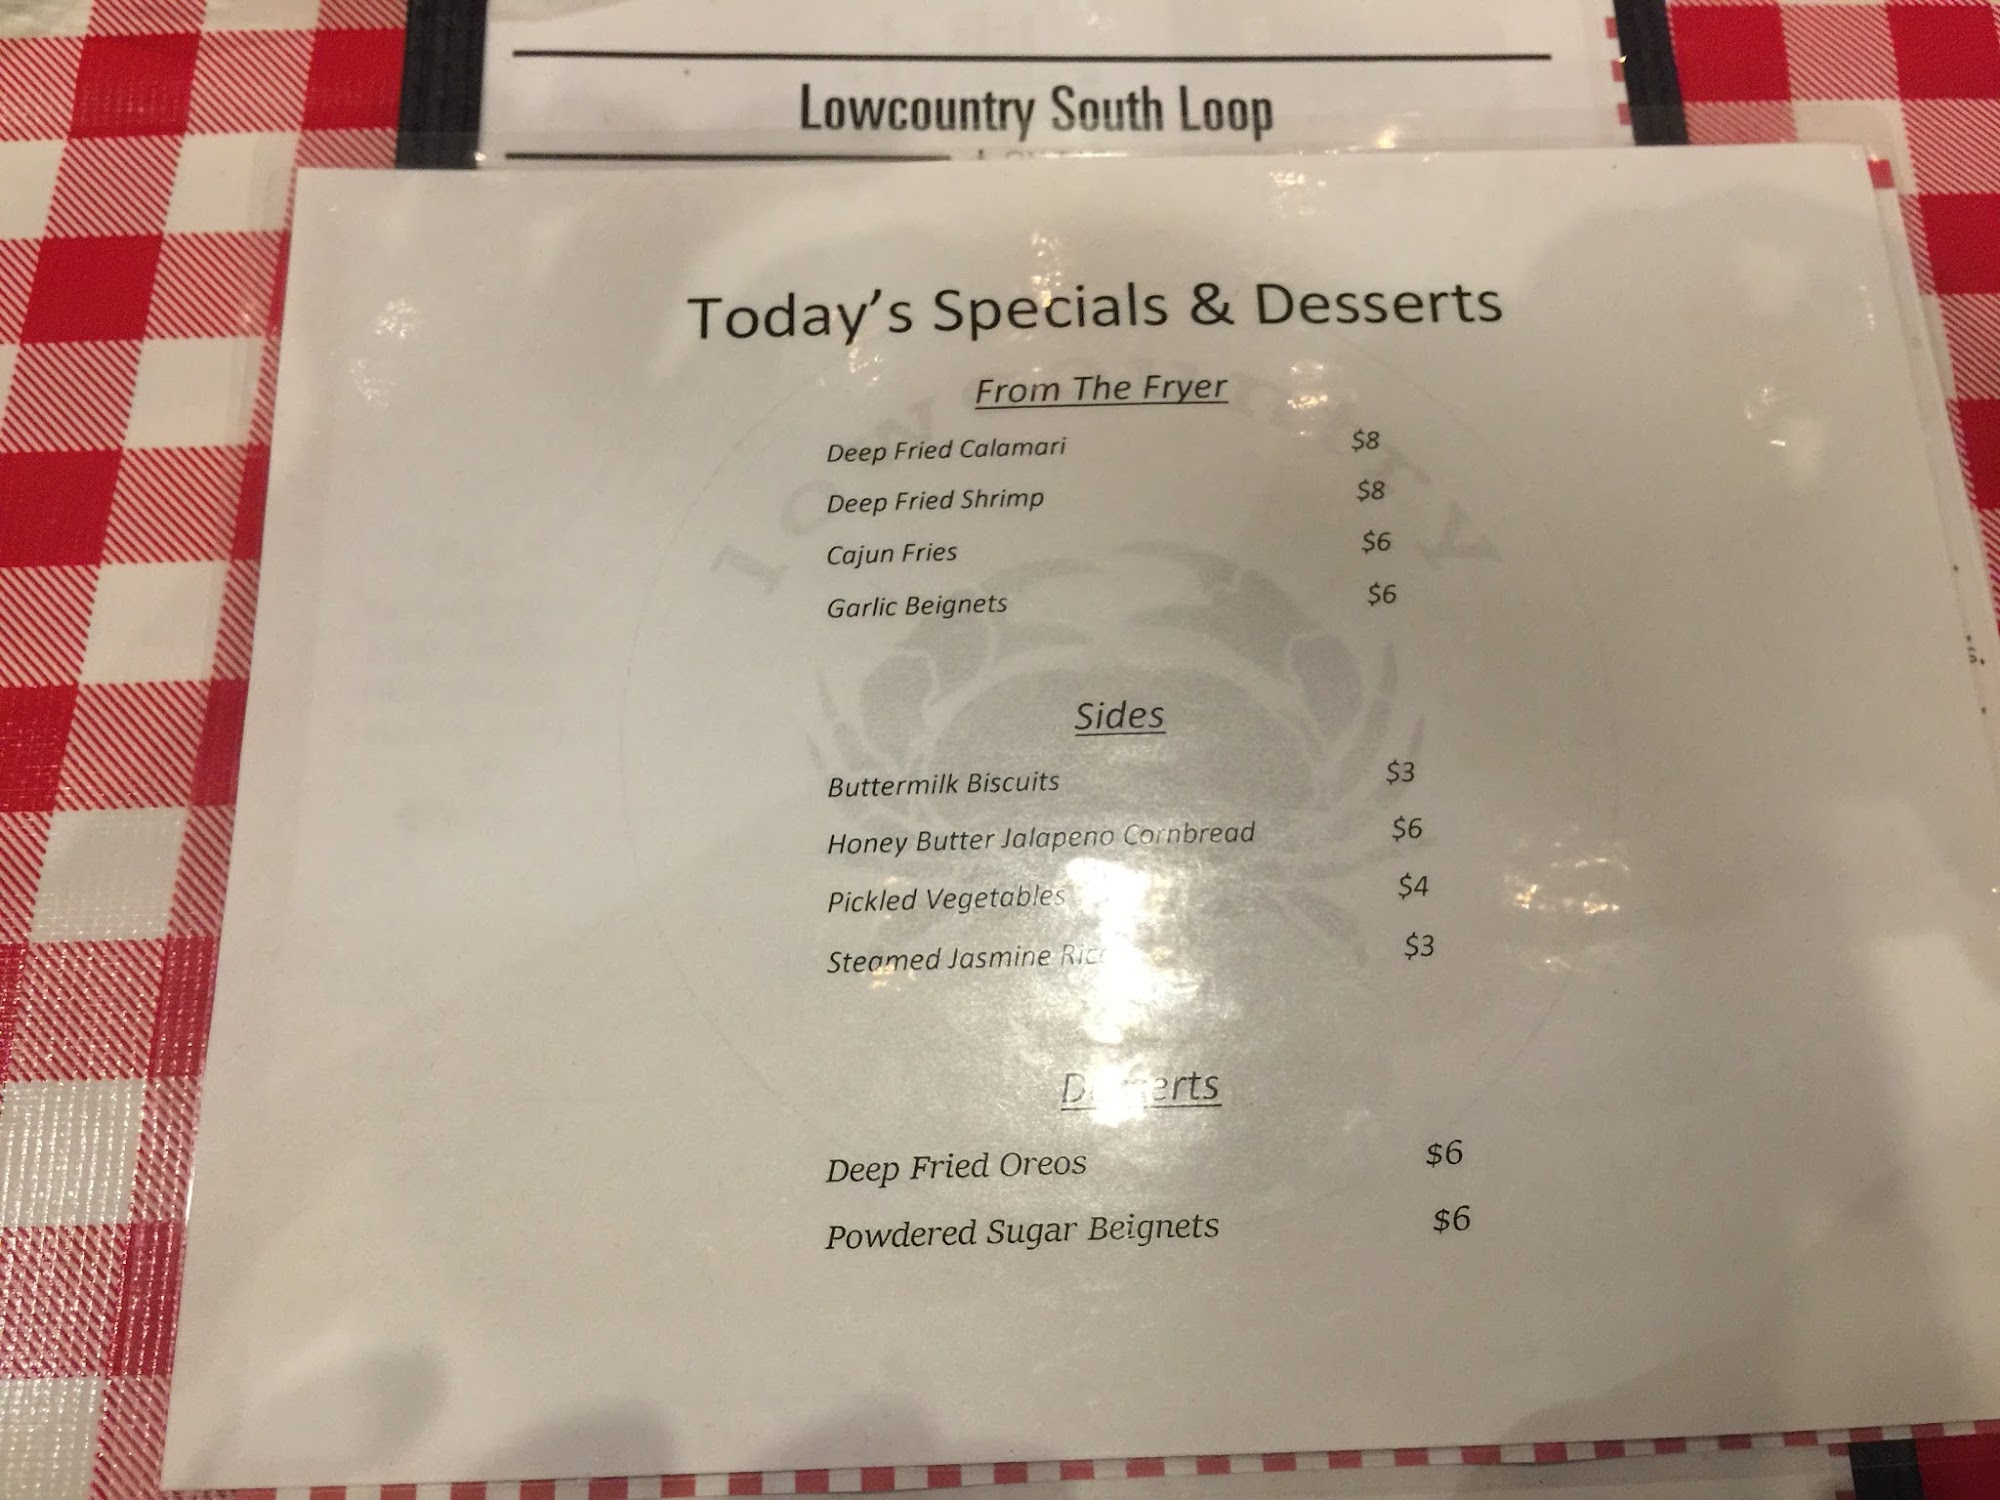 Lowcountry South Loop
Today's Specials & Desserts
From The Fryer
Deep Fried Calamari $8
Deep Fried Shrimp $8
Cajun Fries $6
Garlic Beignets $6
Sides
Buttermilk Biscuits $3
Honey Butter Jalapeno Cornbread $6
Pickled Vegetables $4
Steamed Jasmine Rice $3
Desserts
Deep Fried Oreos $6
Powdered Sugar Beignets $6